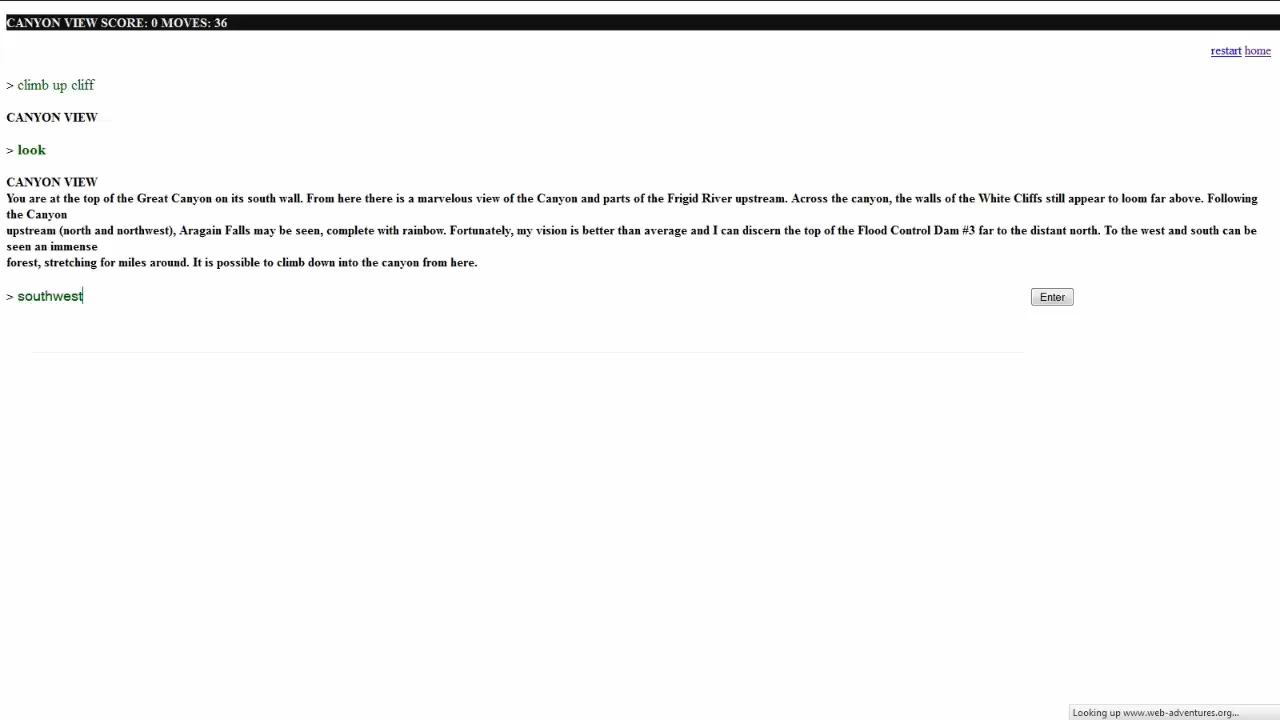 CANYON VIEW SCORE: 0 MOVES: 36
restart home
> climb up cliff
CANYON VIEW
> look
CANYON VIEW
You are at the top of the Great Canyon on its south wall. From here there is a marvelous view of the Canyon and parts of the Frigid River upstream. Across the canyon, the walls of the White Cliffs still appear to loom far above. Following
the Canyon
upstream (north and northwest), Aragain Falls may be seen, complete with rainbow. Fortunately, my vision is better than average and I can discern the top of the Flood Control Dam #3 far to the distant north. To the west and south can be
seen an immense
forest, stretching for miles around. It is possible to climb down into the canyon from here.
> southwest Enter
Looking up www.web-adventures.org...